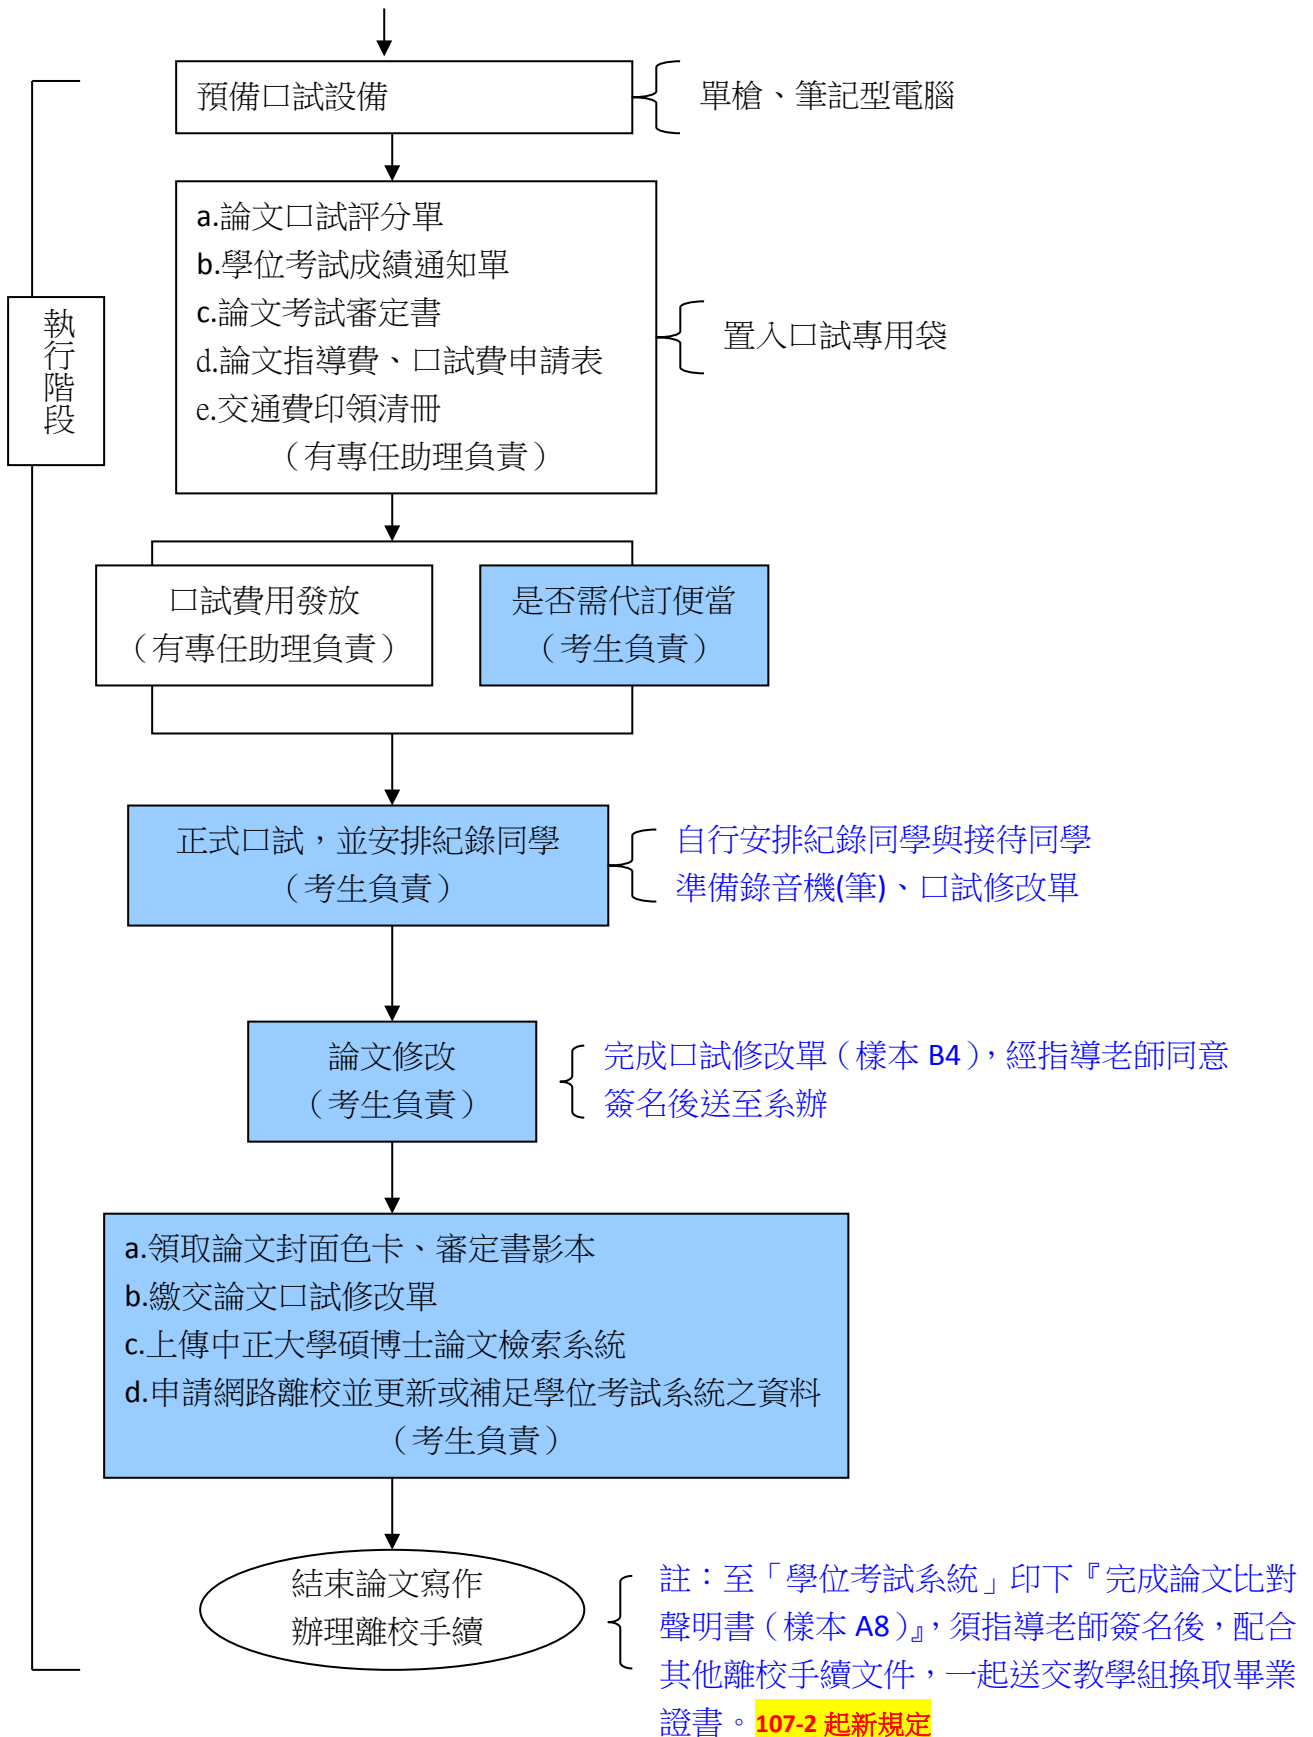 預備口試設備
單槍、筆記型電腦
執行階段
a.論文口試評分單
b.學位考試成績通知單
c.論文考試審定書
d.論文指導費、口試費申請表
e.交通費印領清冊
（有專任助理負責）
置入口試專用袋
口試費用發放
（有專任助理負責）
是否需代訂便當
（考生負責）
正式口試，並安排紀錄同學
（考生負責）
自行安排紀錄同學與接待同學
準備錄音機(筆)、口試修改單
論文修改
（考生負責）
完成口試修改單（樣本 B4），經指導老師同意
簽名後送至系辦
a.領取論文封面色卡、審定書影本
b.繳交論文口試修改單
c.上傳中正大學碩博士論文檢索系統
d.申請網路離校並更新或補足學位考試系統之資料
（考生負責）
結束論文寫作
辦理離校手續
註：至「學位考試系統」印下『完成論文比對
聲明書（樣本 A8）』，須指導老師簽名後，配合
其他離校手續文件，一起送交教學組換取畢業
證書。107-2 起新規定